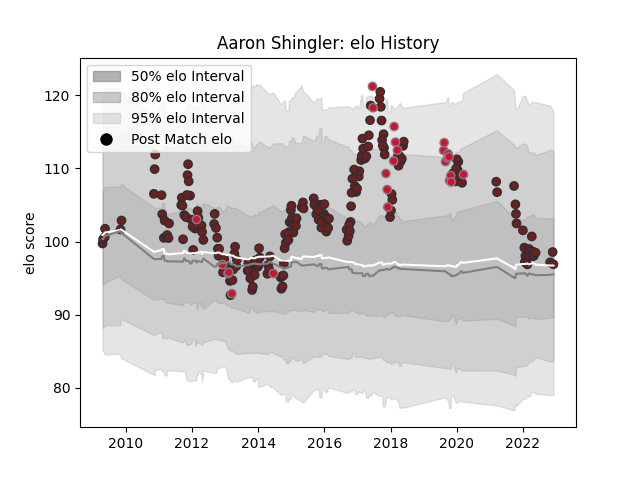 Aaron Shingler: elo History
50% elo Interval
80% elo Interval
95% elo Interval
Post Match elo
elo score
120
110
100
90
80
2010 2012 2014 2016 2018 2020 2022